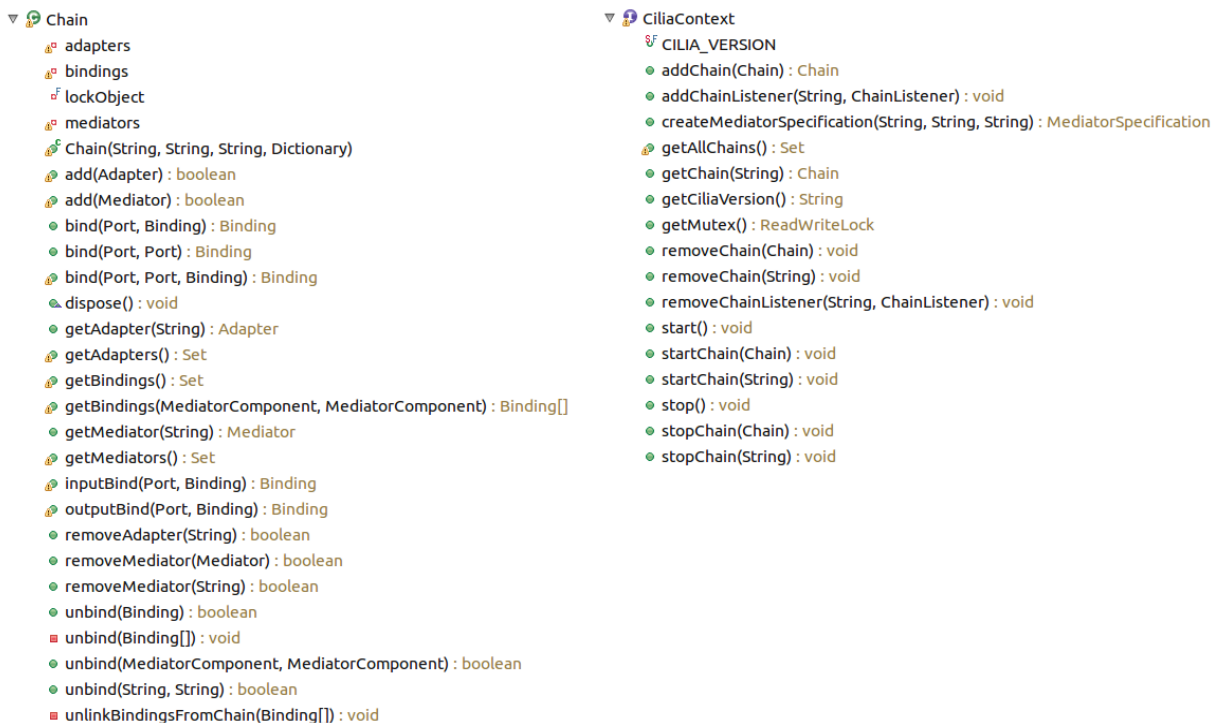 Chain
adapters
bindings
lockObject
mediators
Chain(String, String, String, Dictionary)
add(Adapter) : boolean
add(Mediator) : boolean
bind(Port, Binding) : Binding
bind(Port, Port) : Binding
bind(Port, Port, Binding) : Binding
dispose() : void
getAdapter(String) : Adapter
getAdapters() : Set
getBindings() : Set
getBindings(MediatorComponent, MediatorComponent) : Binding[]
getMediator(String) : Mediator
getMediators() : Set
inputBind(Port, Binding) : Binding
outputBind(Port, Binding) : Binding
removeAdapter(String) : boolean
removeMediator(Mediator) : boolean
removeMediator(String) : boolean
unbind(Binding) : boolean
unbind(Binding[]) : void
unbind(MediatorComponent, MediatorComponent) : boolean
unbind(String, String) : boolean
unlinkBindingsFromChain(Binding[]) : void
CiliaContext
CILIA_VERSION
addChain(Chain) : Chain
addChainListener(String, ChainListener) : void
createMediatorSpecification(String, String, String) : MediatorSpecification
getAllChains() : Set
getChain(String) : Chain
getCiliaVersion() : String
getMutex() : ReadWriteLock
removeChain(Chain) : void
removeChain(String) : void
removeChainListener(String, ChainListener) : void
start() : void
startChain(Chain) : void
startChain(String) : void
stop() : void
stopChain(Chain) : void
stopChain(String) : void